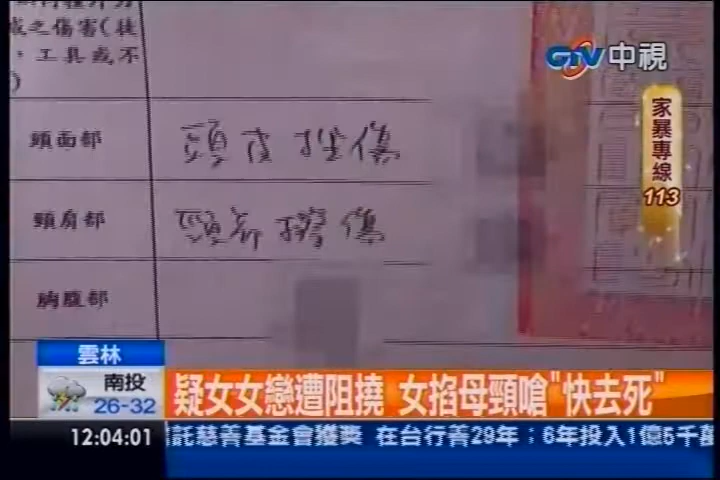 或之傷害(
，工具或不
)
CTV中視
家暴專線
113
頭面部
頭皮挫傷
頸肩部
頸部擦傷
胸腹部
雲林
南投
26-32
疑女女戀遭阻撓 女掐母頸嗆"快去死"
12:04:01
託慈善基金會獲獎 在台行善29年；6年投入1億5千萬